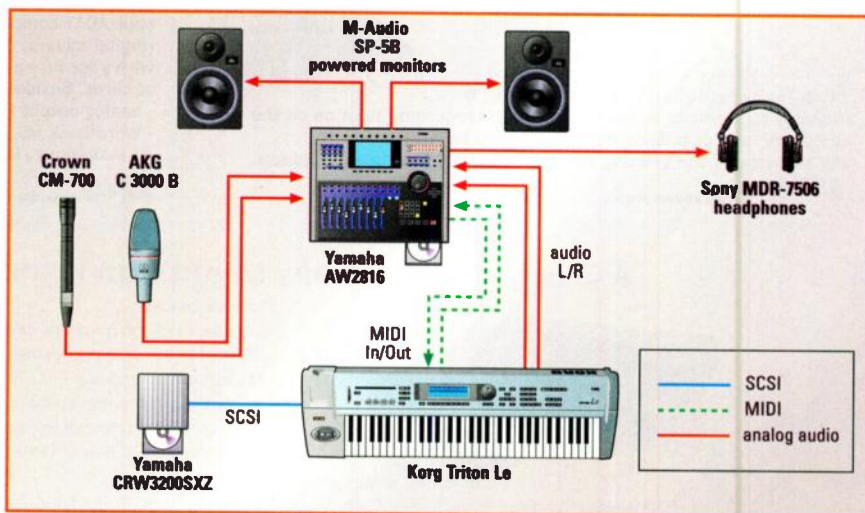 M-Audio
SP-5B
powered monitors
Crown
CM-700
AKG
C 3000 B
Sony MDR-7506
headphones
Yamaha
AW2816
audio
L/R
MIDI
In/Out
SCSI
Yamaha
CRW3200SXZ
Korg Triton Le
SCSI
MIDI
analog audio